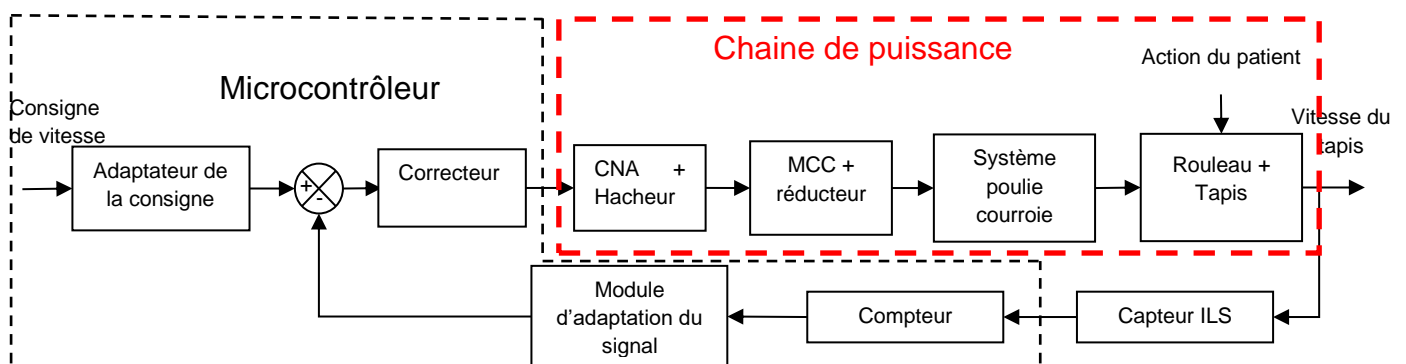 Chaine de puissance
Action du patient
Microcontrôleur
Consigne
de vitesse
Vitesse du
tapis
Adaptateur de
la consigne
+
-
Correcteur
CNA +
Hacheur
MCC +
réducteur
Système
poulie
courroie
Rouleau +
Tapis
Module
d'adaptation du
signal
Compteur
Capteur ILS